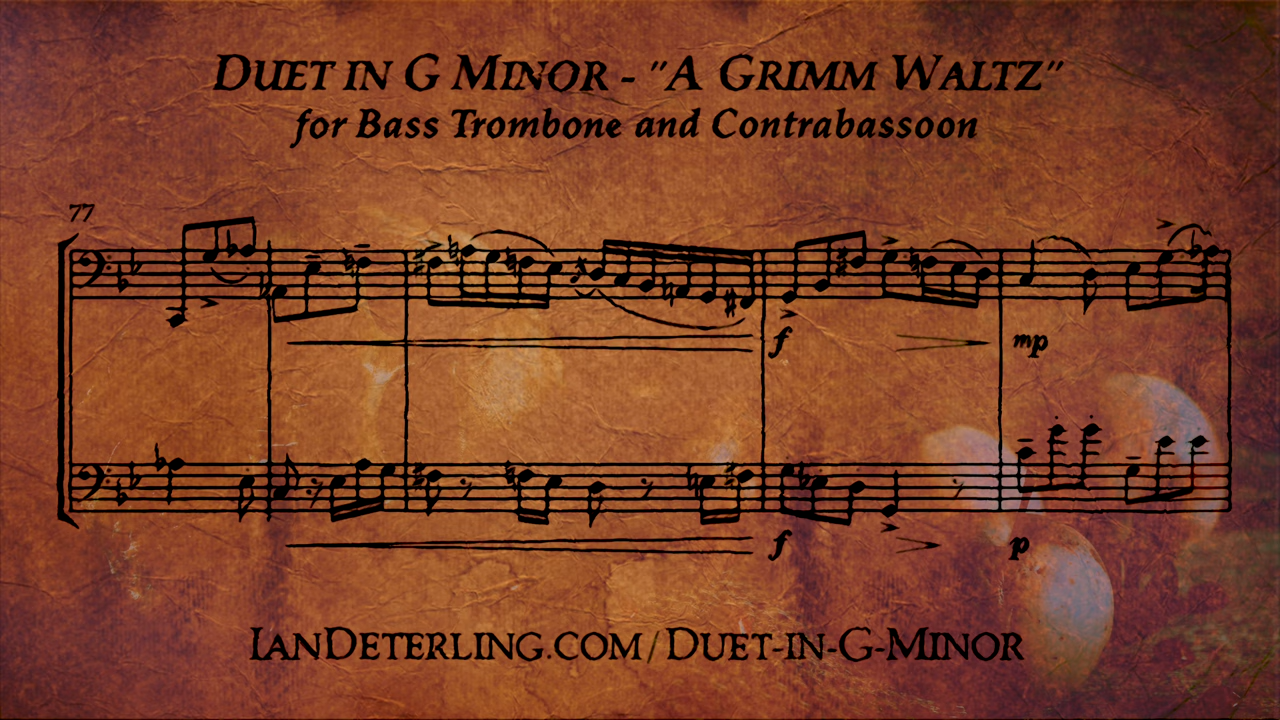 Duet in G Minor - "A Grimm Waltz"
for Bass Trombone and Contrabassoon
77
f
mp
f
p
IanDeterling.com/Duet-in-G-Minor